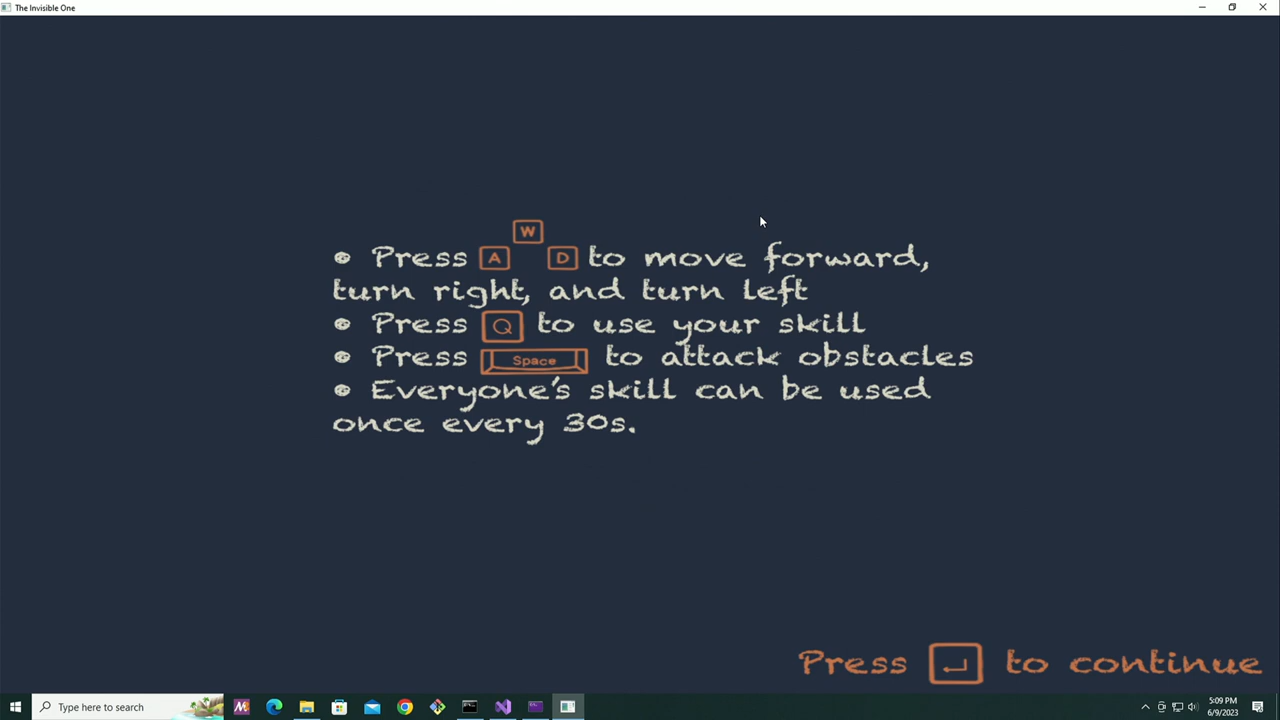 The Invisible One
W
• Press A D to move forward,
turn right, and turn left
• Press Q to use your skill
• Press Space to attack obstacles
• Everyone's skill can be used
once every 30s.
Press ↵ to continue
Type here to search
5:09 PM
6/9/2023